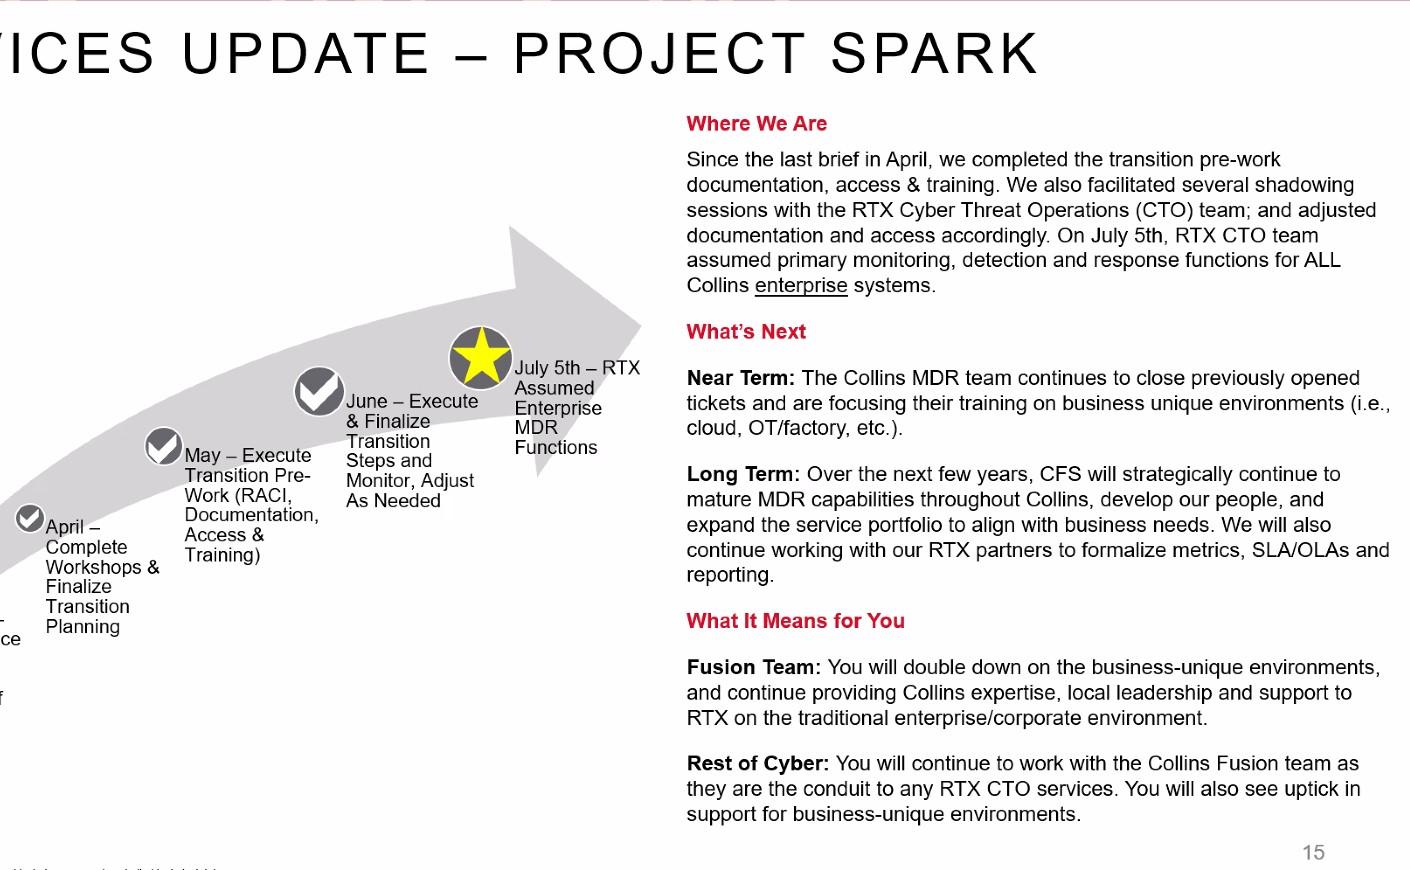 ICES UPDATE – PROJECT SPARK
Where We Are
Since the last brief in April, we completed the transition pre-work
documentation, access & training. We also facilitated several shadowing
sessions with the RTX Cyber Threat Operations (CTO) team; and adjusted
documentation and access accordingly. On July 5th, RTX CTO team
assumed primary monitoring, detection and response functions for ALL
Collins enterprise systems.
What's Next
Near Term: The Collins MDR team continues to close previously opened
tickets and are focusing their training on business unique environments (i.e.,
cloud, OT/factory, etc.).
Long Term: Over the next few years, CFS will strategically continue to
mature MDR capabilities throughout Collins, develop our people, and
expand the service portfolio to align with business needs. We will also
continue working with our RTX partners to formalize metrics, SLA/OLAs and
reporting.
What It Means for You
Fusion Team: You will double down on the business-unique environments,
and continue providing Collins expertise, local leadership and support to
RTX on the traditional enterprise/corporate environment.
Rest of Cyber: You will continue to work with the Collins Fusion team as
they are the conduit to any RTX CTO services. You will also see uptick in
support for business-unique environments.
July 5th – RTX
Assumed
Enterprise
MDR
Functions
June – Execute
& Finalize
Transition
Steps and
Monitor, Adjust
As Needed
May – Execute
Transition Pre-
Work (RACI,
Documentation,
Access &
Training)
April –
Complete
Workshops &
Finalize
Transition
Planning
ce
15